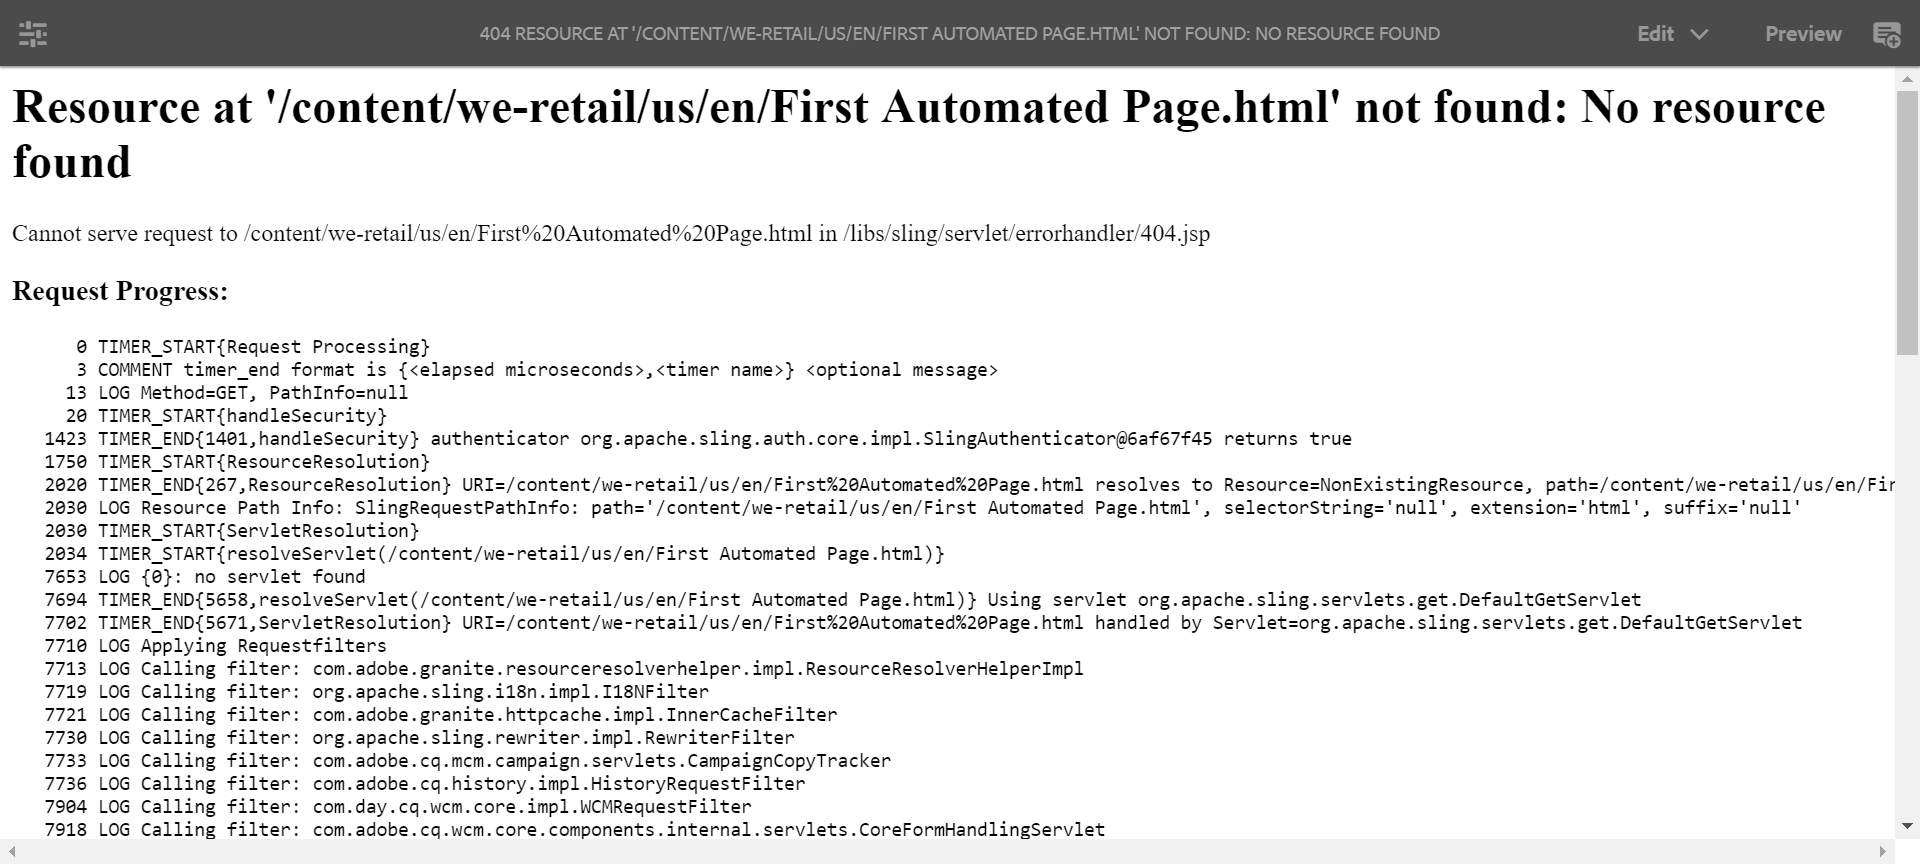 404 RESOURCE AT '/CONTENT/WE-RETAIL/US/EN/FIRST AUTOMATED PAGE.HTML' NOT FOUND: NO RESOURCE FOUND
Edit
Preview
Resource at '/content/we-retail/us/en/First Automated Page.html' not found: No resource
found
Cannot serve request to /content/we-retail/us/en/First%20Automated%20Page.html in /libs/sling/servlet/errorhandler/404.jsp
Request Progress:
0 TIMER_START{Request Processing}
3 COMMENT timer_end format is {<elapsed microseconds>,<timer name>} <optional message>
13 LOG Method=GET, PathInfo=null
20 TIMER_START{handleSecurity}
1423 TIMER_END{1401,handleSecurity} authenticator org.apache.sling.auth.core.impl.SlingAuthenticator@6af67f45 returns true
1750 TIMER_START{ResourceResolution}
2020 TIMER_END{267,ResourceResolution} URI=/content/we-retail/us/en/First%20Automated%20Page.html resolves to Resource=NonExistingResource, path=/content/we-retail/us/en/Fir
2030 LOG Resource Path Info: SlingRequestPathInfo: path='/content/we-retail/us/en/First Automated Page.html', selectorString='null', extension='html', suffix='null'
2030 TIMER_START{ServletResolution}
2034 TIMER_START{resolveServlet(/content/we-retail/us/en/First Automated Page.html)}
7653 LOG {0}: no servlet found
7694 TIMER_END{5658,resolveServlet(/content/we-retail/us/en/First Automated Page.html)} Using servlet org.apache.sling.servlets.get.DefaultGetServlet
7702 TIMER_END{5671,ServletResolution} URI=/content/we-retail/us/en/First%20Automated%20Page.html handled by Servlet=org.apache.sling.servlets.get.DefaultGetServlet
7710 LOG Applying Requestfilters
7713 LOG Calling filter: com.adobe.granite.resourceresolverhelper.impl.ResourceResolverHelperImpl
7719 LOG Calling filter: org.apache.sling.i18n.impl.I18NFilter
7721 LOG Calling filter: com.adobe.granite.httpcache.impl.InnerCacheFilter
7730 LOG Calling filter: org.apache.sling.rewriter.impl.RewriterFilter
7733 LOG Calling filter: com.adobe.cq.mcm.campaign.servlets.CampaignCopyTracker
7736 LOG Calling filter: com.adobe.cq.history.impl.HistoryRequestFilter
7904 LOG Calling filter: com.day.cq.wcm.core.impl.WCMRequestFilter
7918 LOG Calling filter: com.adobe.cq.wcm.core.components.internal.servlets.CoreFormHandlingServlet